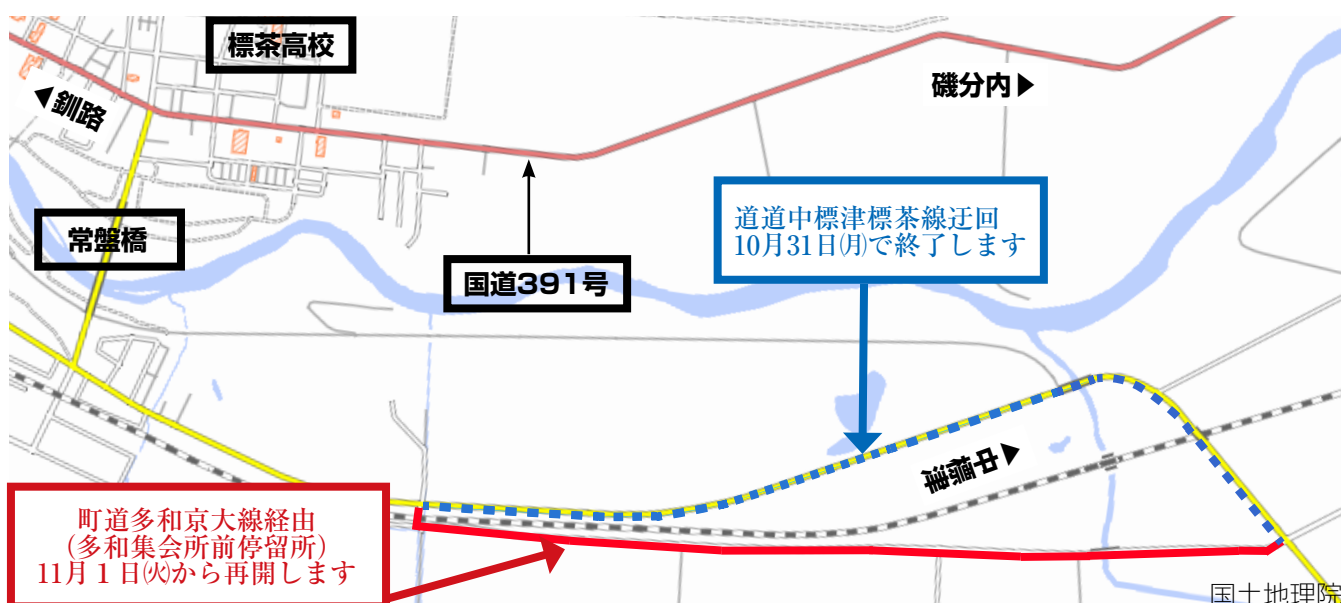 標茶高校
◀釧路
磯分内▶
常盤橋
国道391号
道道中標津標茶線迂回
10月31日㈪で終了します
中標津▶
町道多和京大線経由
(多和集会所前停留所)
11月１日㈫から再開します
国土地理院